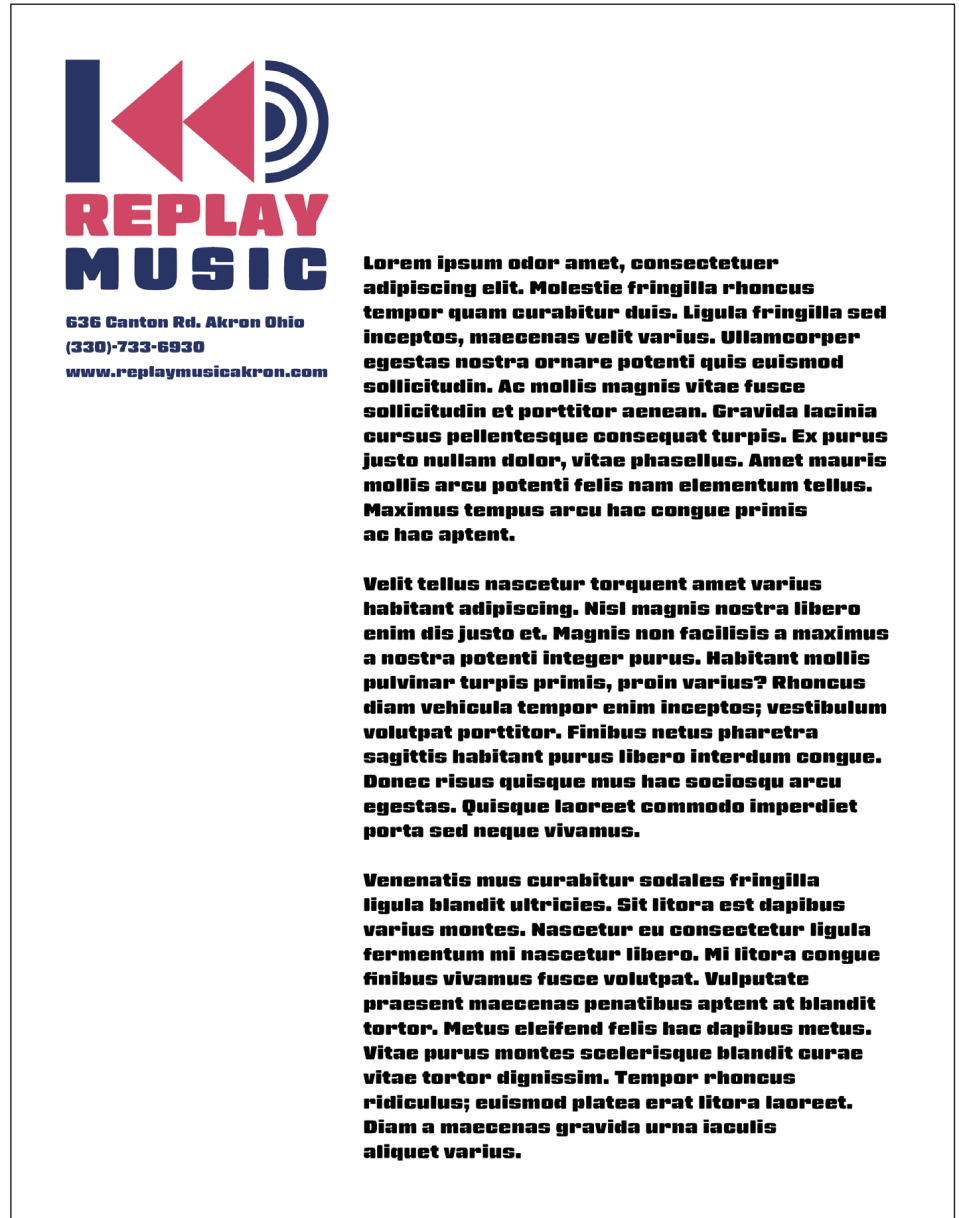 REPLAY
MUSIC
636 Canton Rd. Akron Ohio
(330)-733-6930
www.replaymusicakron.com
Lorem ipsum odor amet, consectetuer
adipiscing elit. Molestie fringilla rhoncus
tempor quam curabitur duis. Ligula fringilla sed
inceptos, maecenas velit varius. Ullamcorper
egestas nostra ornare potenti quis euismod
sollicitudin. Ac mollis magnis vitae fusce
sollicitudin et porttitor aenean. Gravida lacinia
cursus pellentesque consequat turpis. Ex purus
justo nullam dolor, vitae phasellus. Amet mauris
mollis arcu potenti felis nam elementum tellus.
Maximus tempus arcu hac congue primis
ac hac aptent.
Velit tellus nascetur torquent amet varius
habitant adipiscing. Nisl magnis nostra libero
enim dis justo et. Magnis non facilisis a maximus
a nostra potenti integer purus. Habitant mollis
pulvinar turpis primis, proin varius? Rhoncus
diam vehicula tempor enim inceptos; vestibulum
volutpat porttitor. Finibus netus pharetra
sagittis habitant purus libero interdum congue.
Donec risus quisque mus hac sociosqu arcu
egestas. Quisque laoreet commodo imperdiet
porta sed neque vivamus.
Venenatis mus curabitur sodales fringilla
ligula blandit ultricies. Sit litora est dapibus
varius montes. Nascetur eu consectetur ligula
fermentum mi nascetur libero. Mi litora congue
finibus vivamus fusce volutpat. Vulputate
praesent maecenas penatibus aptent at blandit
tortor. Metus eleifend felis hac dapibus metus.
Vitae purus montes scelerisque blandit curae
vitae tortor dignissim. Tempor rhoncus
ridiculus; euismod platea erat litora laoreet.
Diam a maecenas gravida urna iaculis
aliquet varius.